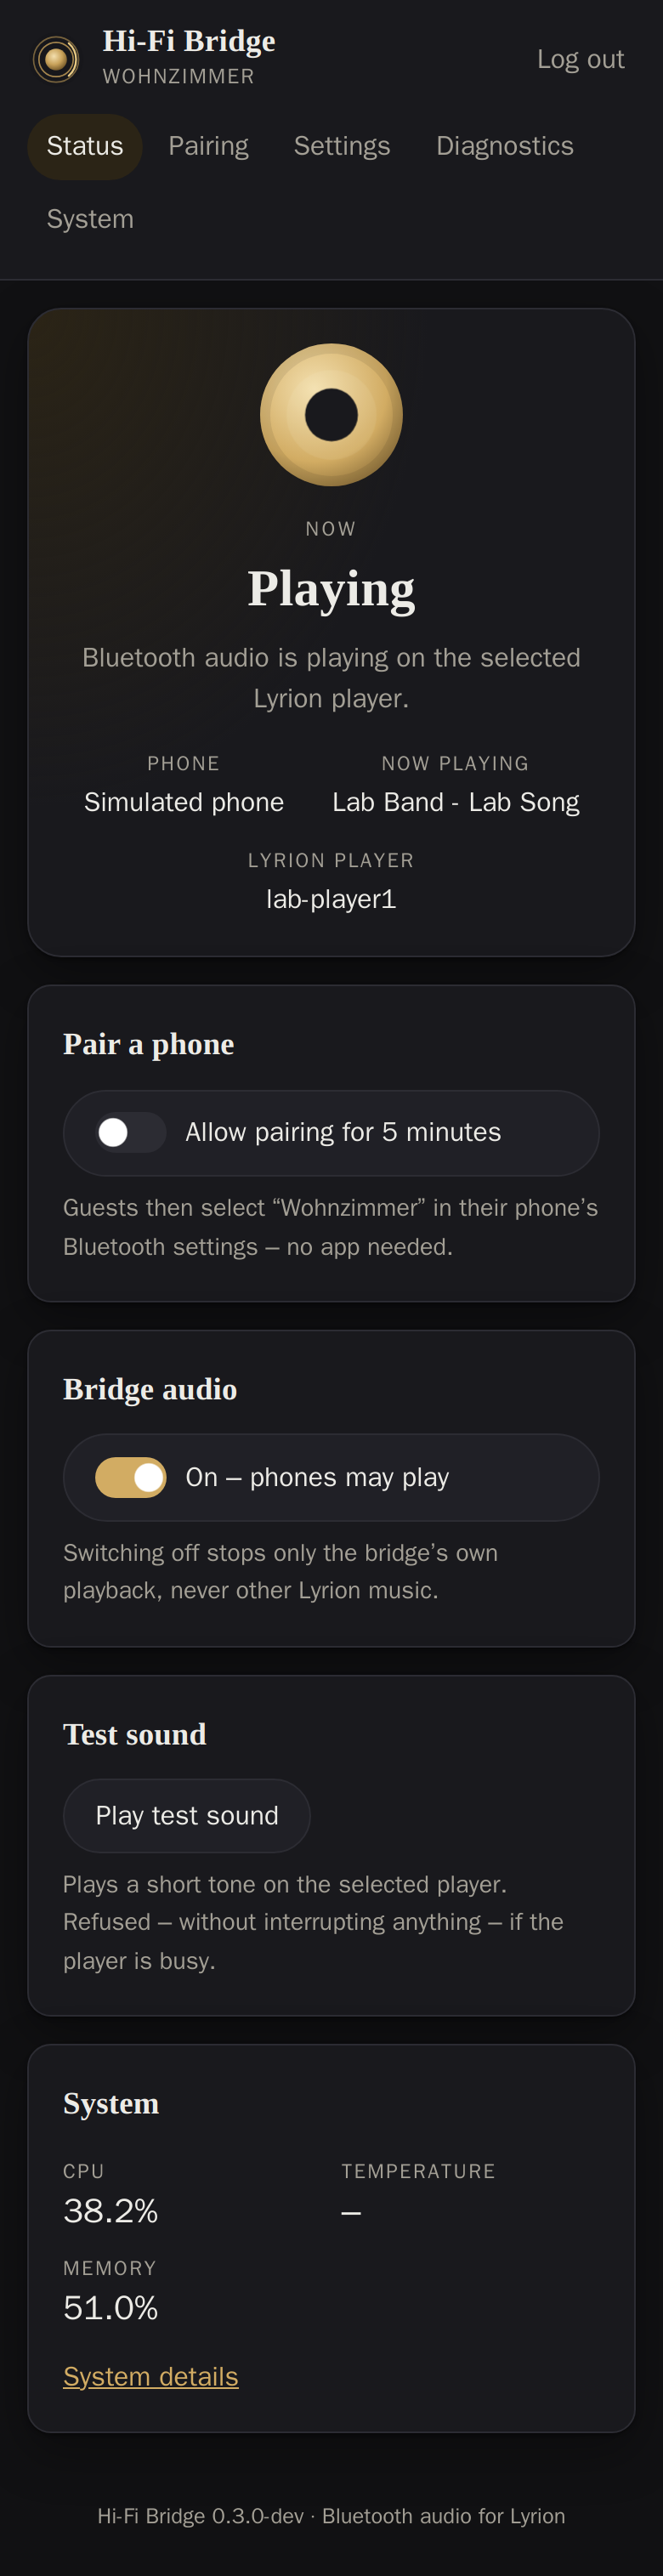 Hi-Fi Bridge
WOHNZIMMER
Log out
Status
Pairing
Settings
Diagnostics
System
NOW
Playing
Bluetooth audio is playing on the selected
Lyrion player.
PHONE
Simulated phone
NOW PLAYING
Lab Band - Lab Song
LYRION PLAYER
lab-player1
Pair a phone
Allow pairing for 5 minutes
Guests then select “Wohnzimmer” in their phone’s
Bluetooth settings – no app needed.
Bridge audio
On – phones may play
Switching off stops only the bridge’s own
playback, never other Lyrion music.
Test sound
Play test sound
Plays a short tone on the selected player.
Refused – without interrupting anything – if the
player is busy.
System
CPU
38.2%
TEMPERATURE
–
MEMORY
51.0%
System details
Hi-Fi Bridge 0.3.0-dev · Bluetooth audio for Lyrion